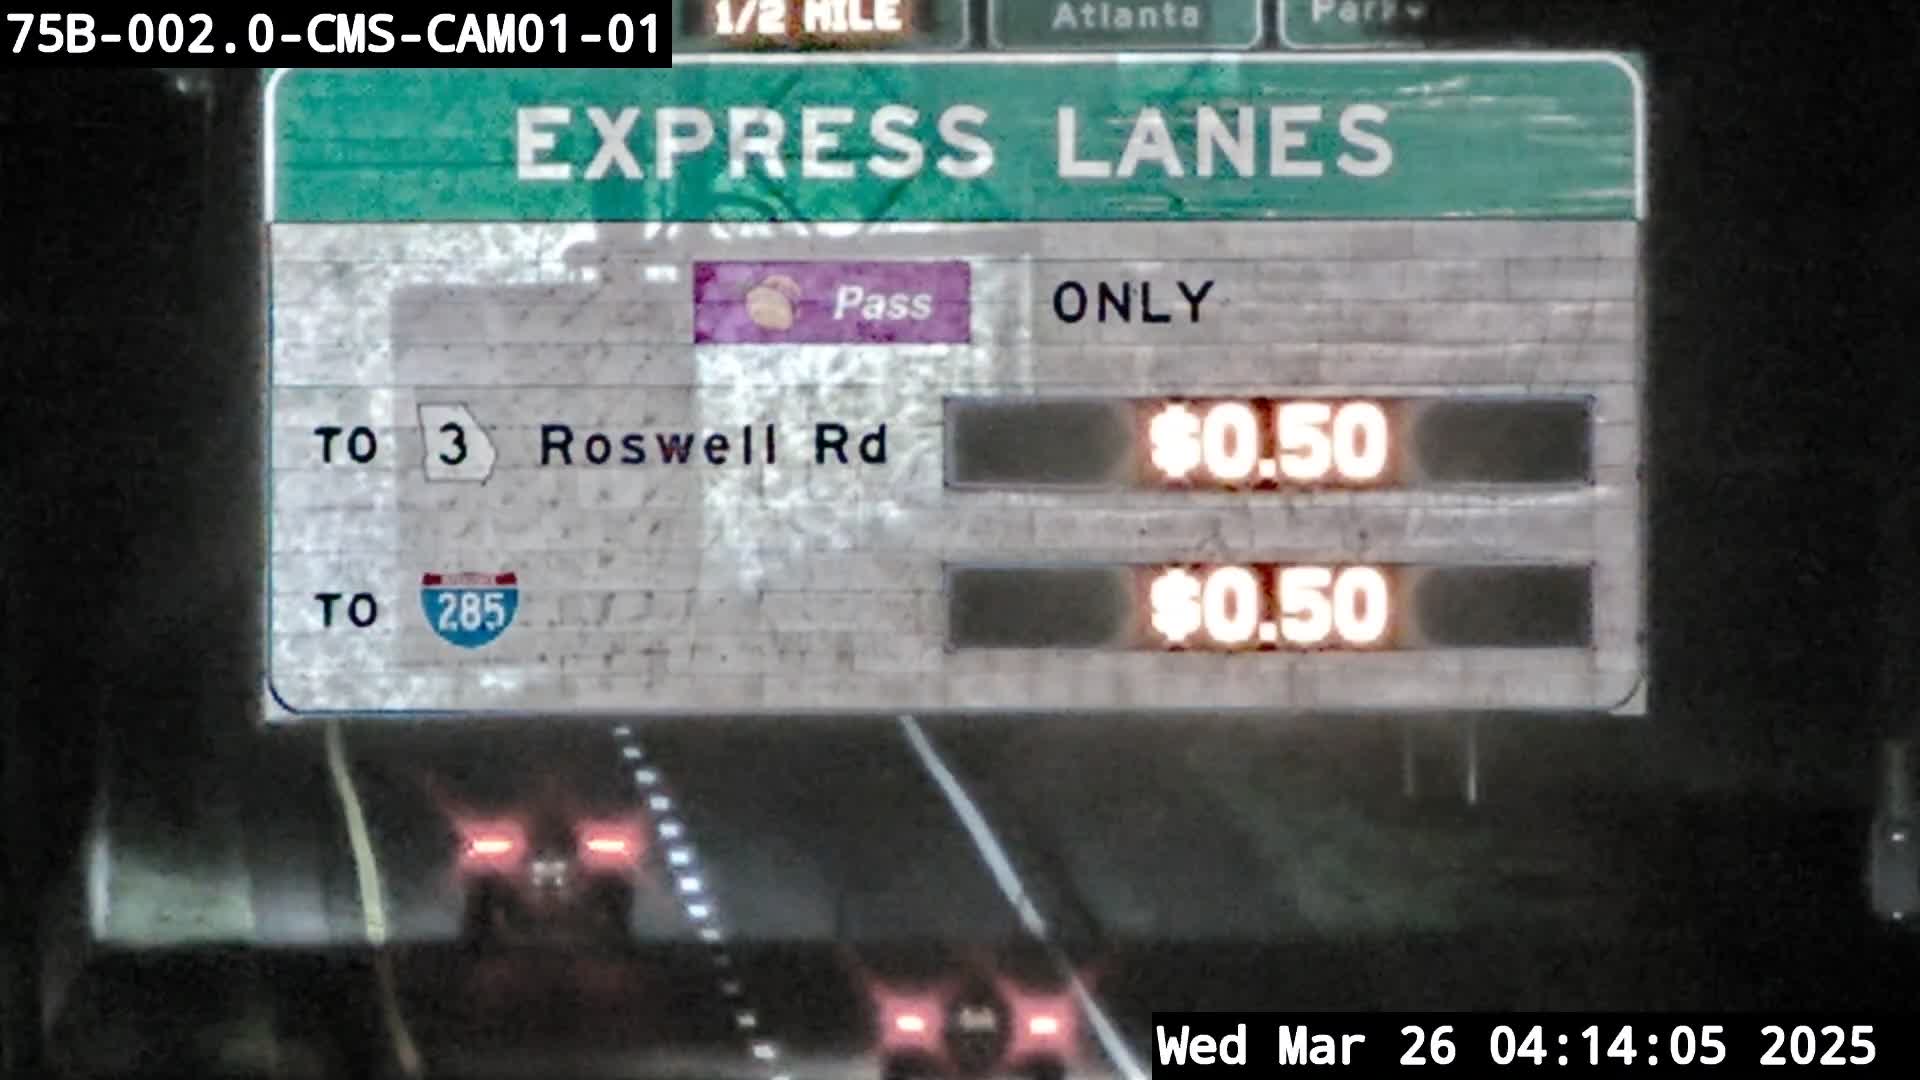 75B-002.0-CMS-CAM01-01
1/2 MILE
Atlanta
EXPRESS LANES
Pass ONLY
TO 3 Roswell Rd $0.50
TO 285 $0.50
Wed Mar 26 04:14:05 2025